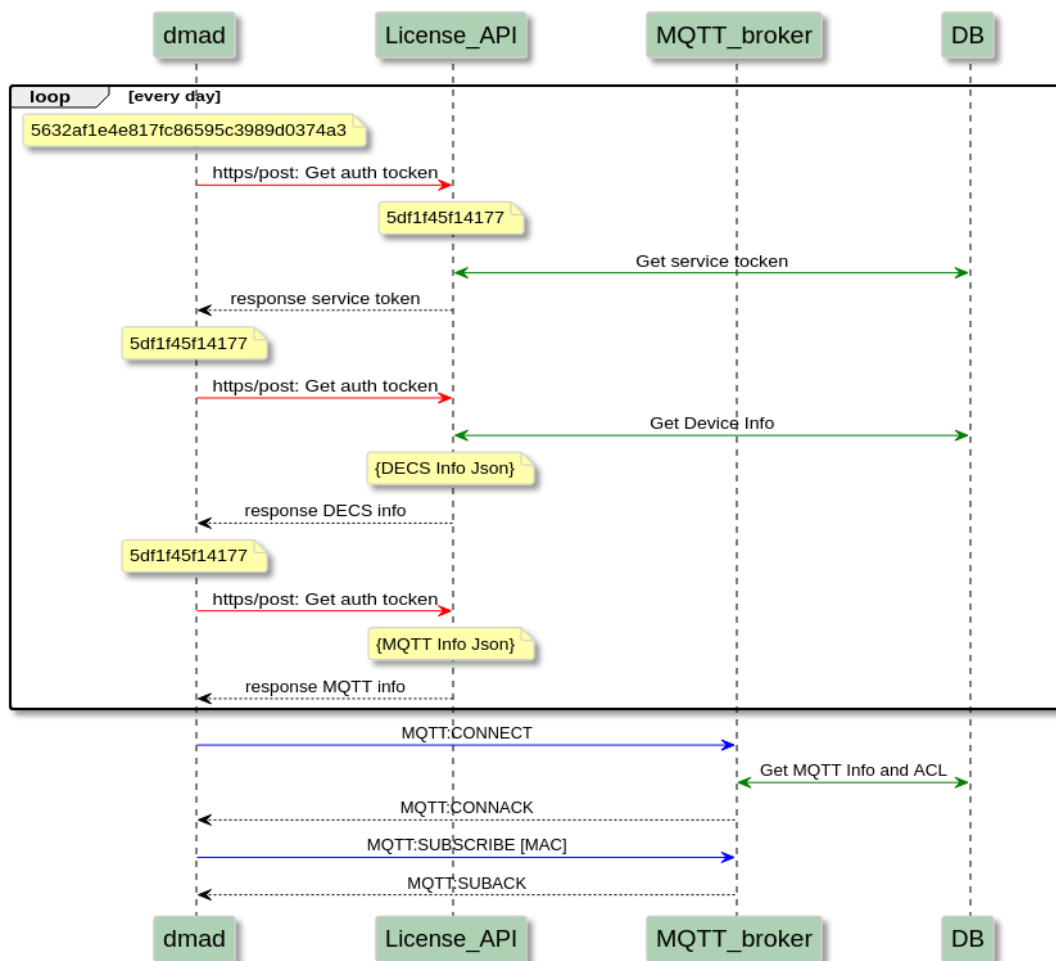 dmad
License_API
MQTT_broker
DB
loop
[every day]
5632af1e4e817fc86595c3989d0374a3
https/post: Get auth tocken
5df1f45f14177
Get service tocken
response service token
5df1f45f14177
https/post: Get auth tocken
Get Device Info
{DECS Info Json}
response DECS info
5df1f45f14177
https/post: Get auth tocken
{MQTT Info Json}
response MQTT info
MQTT:CONNECT
Get MQTT Info and ACL
MQTT:CONNACK
MQTT:SUBSCRIBE [MAC]
MQTT:SUBACK
dmad
License_API
MQTT_broker
DB